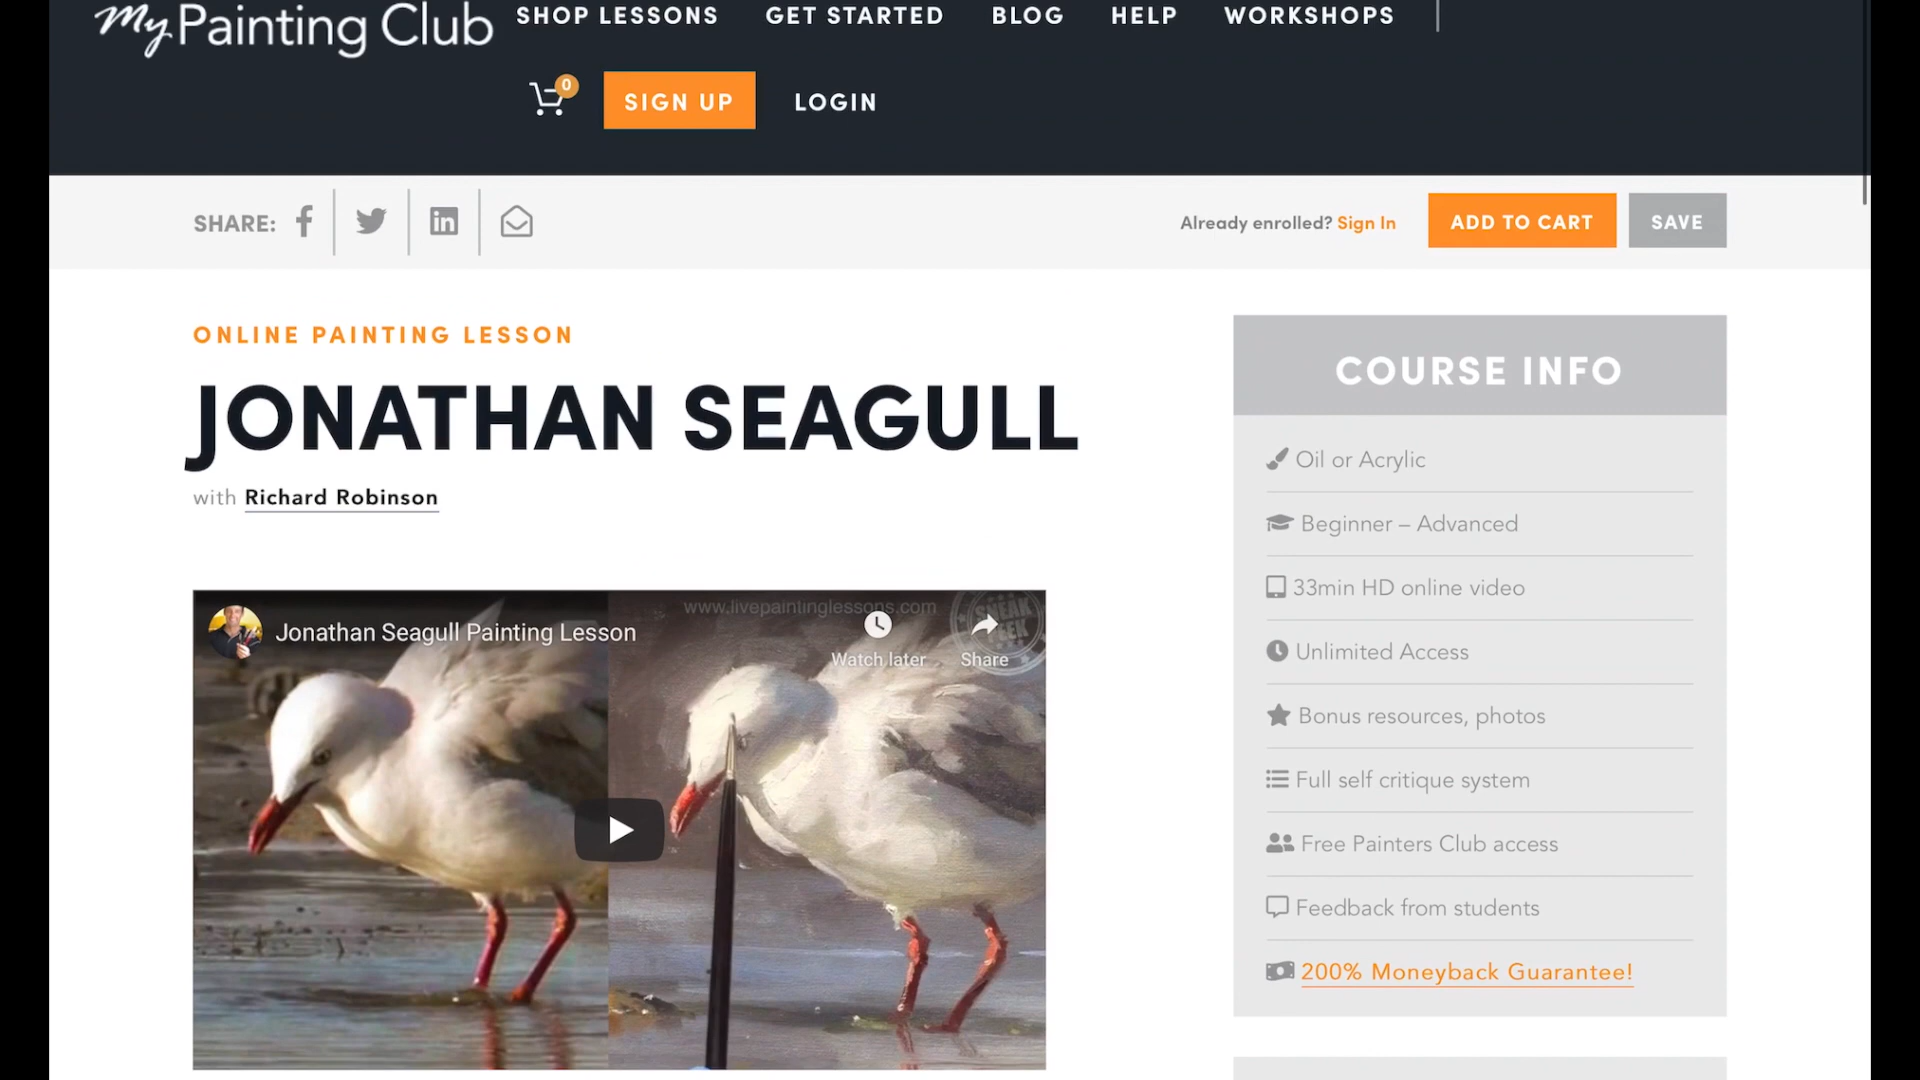 My Painting Club
SHOP LESSONS GET STARTED BLOG HELP WORKSHOPS
0
SIGN UP LOGIN
SHARE:
Already enrolled? Sign In
ADD TO CART
SAVE
ONLINE PAINTING LESSON
JONATHAN SEAGULL
with Richard Robinson
www.livepaintinglessons.com
SNEAK PEEK
Jonathan Seagull Painting Lesson
Watch later
Share
COURSE INFO
Oil or Acrylic
Beginner – Advanced
33min HD online video
Unlimited Access
Bonus resources, photos
Full self critique system
Free Painters Club access
Feedback from students
200% Moneyback Guarantee!